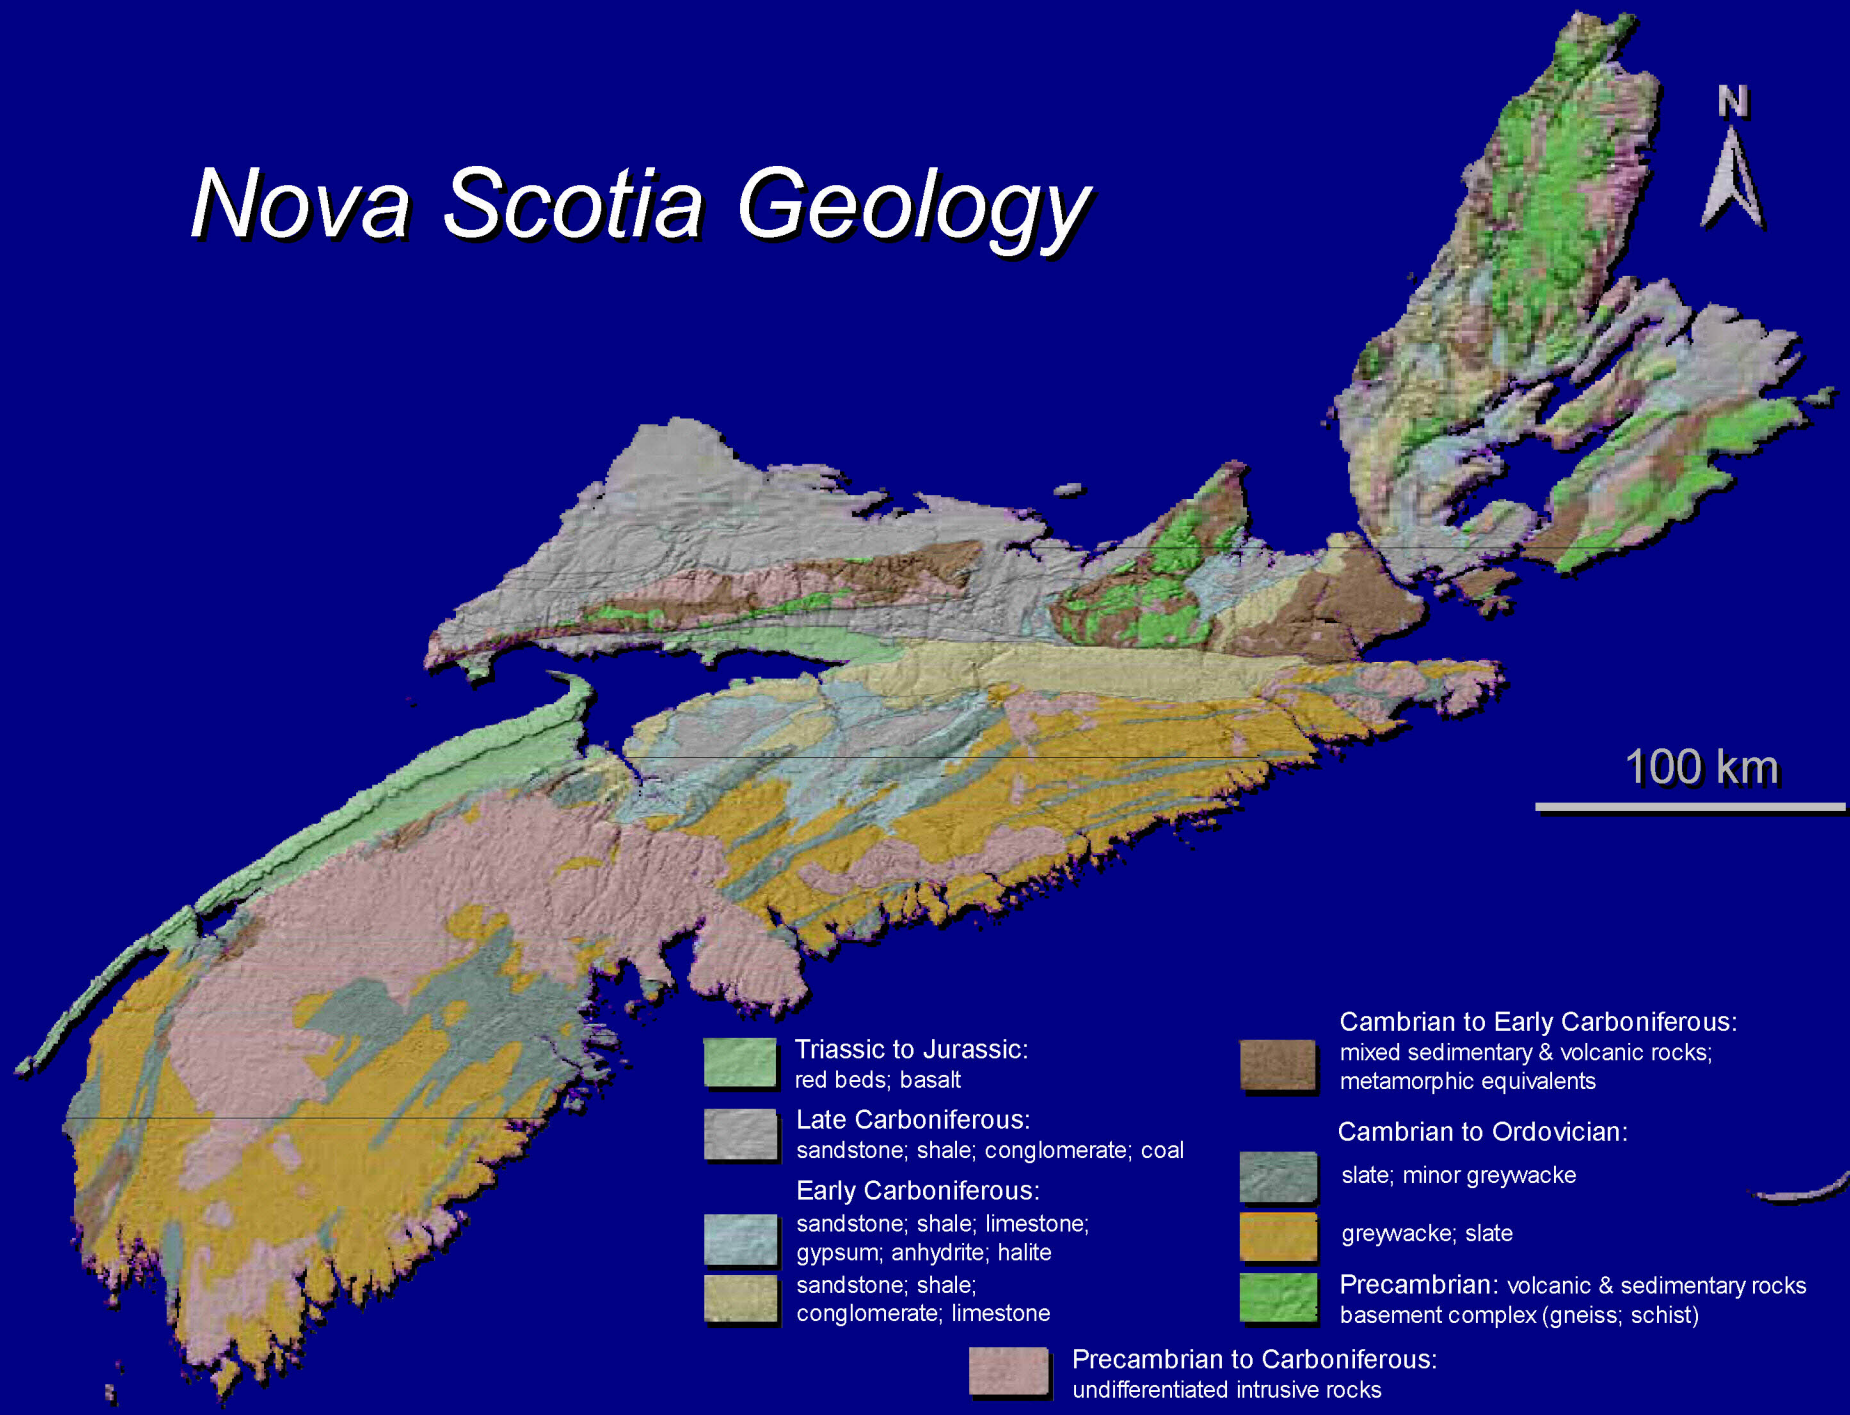 N
Nova Scotia Geology
100 km
Triassic to Jurassic:
red beds; basalt
Late Carboniferous:
sandstone; shale; conglomerate; coal
Early Carboniferous:
sandstone; shale; limestone;
gypsum; anhydrite; halite
sandstone; shale;
conglomerate; limestone
Cambrian to Early Carboniferous:
mixed sedimentary & volcanic rocks;
metamorphic equivalents
Cambrian to Ordovician:
slate; minor greywacke
greywacke; slate
Precambrian: volcanic & sedimentary rocks
basement complex (gneiss; schist)
Precambrian to Carboniferous:
undifferentiated intrusive rocks